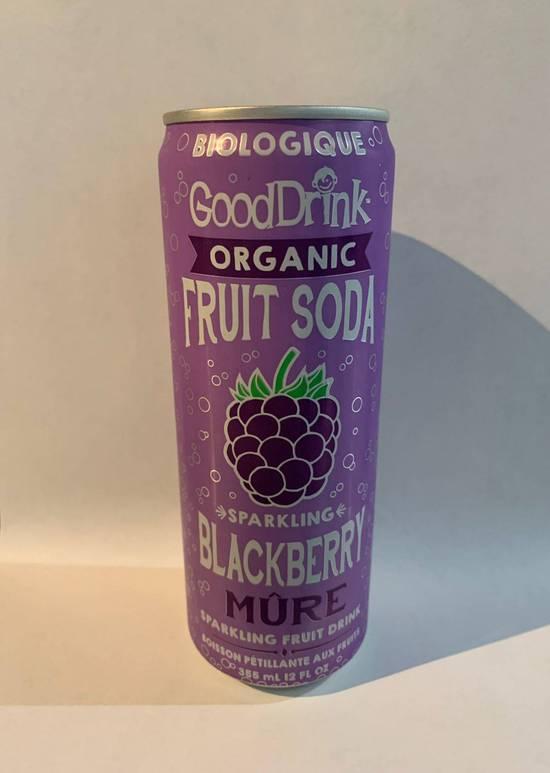 BIOLOGIQUE
GoodDrink™
ORGANIC
FRUIT SODA
SPARKLING
BLACKBERRY
MÛRE
SPARKLING FRUIT DRINK
BOISSON PÉTILLANTE AUX FRUITS
355 mL 12 FL OZ